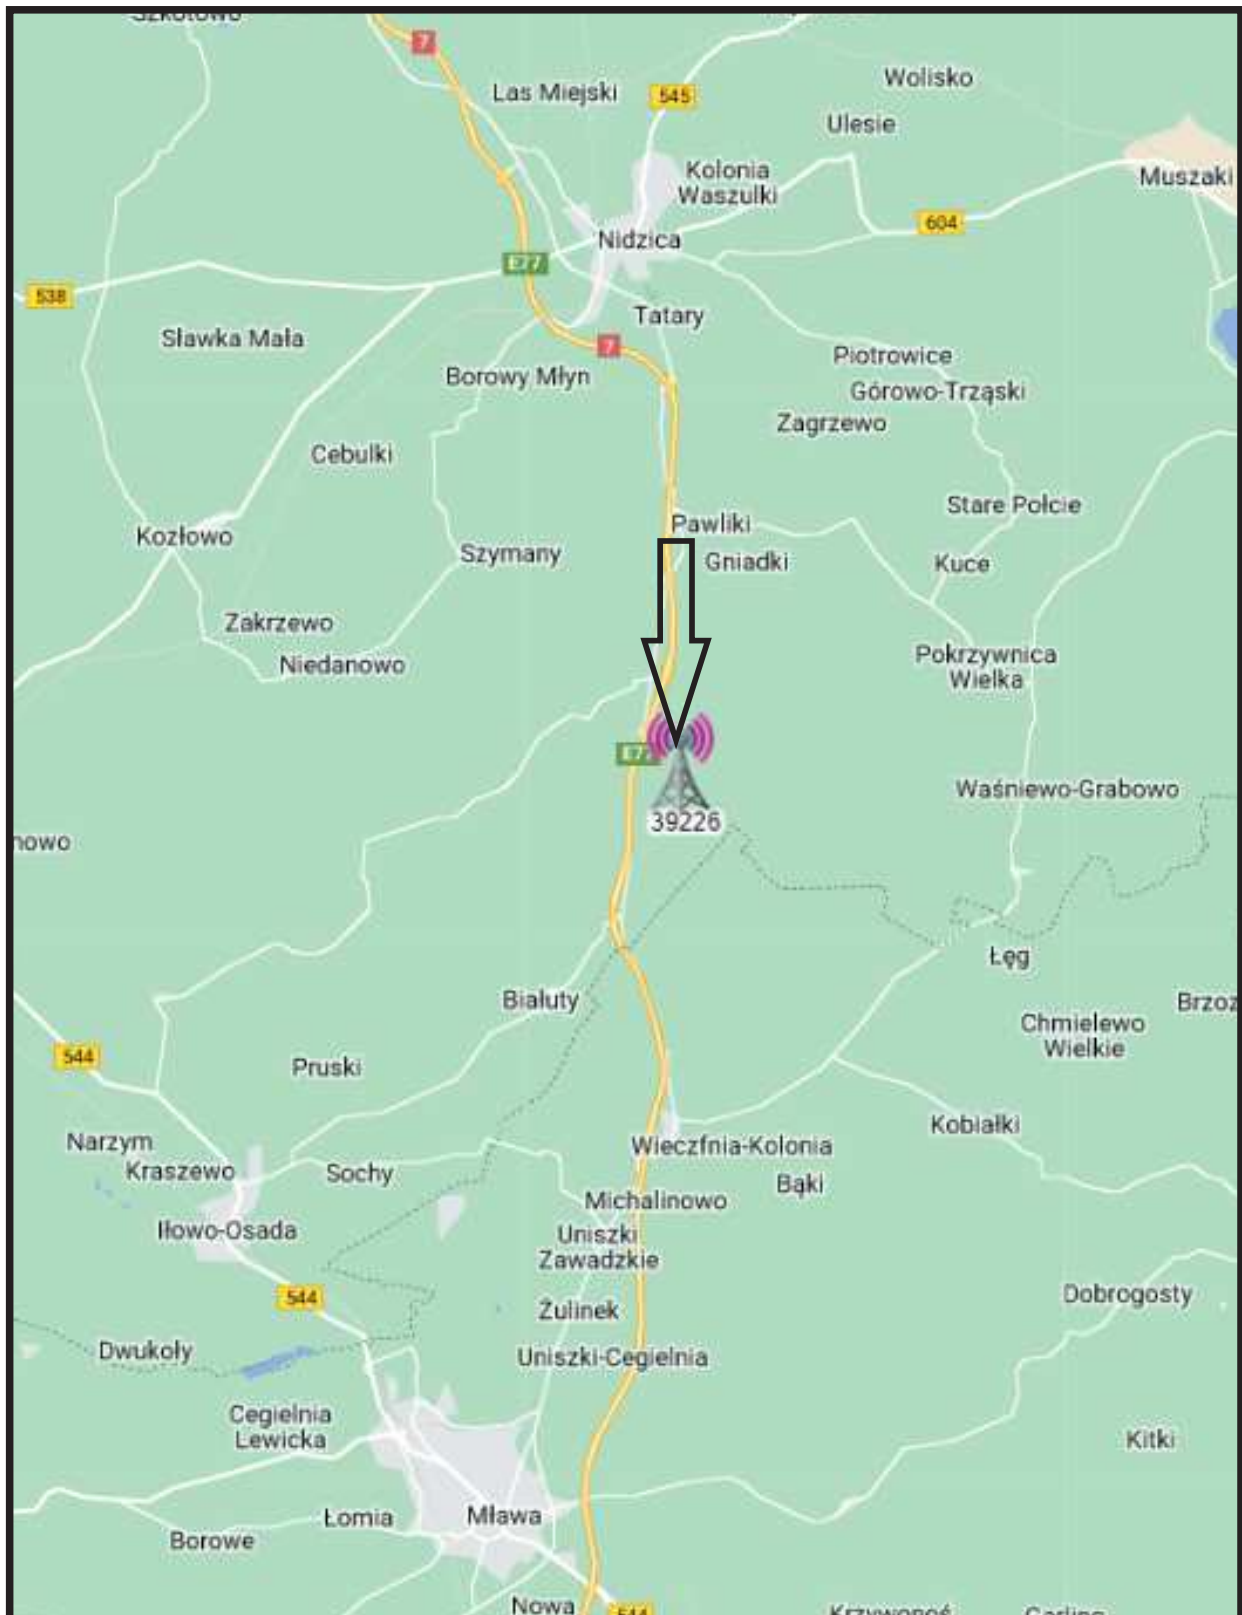 Szkotowo
7
Las Miejski
545
Wolisko
Ulesie
Kolonia
Waszulki
Muszaki
604
Nidzica
E77
538
Tatary
Sławka Mała
7
Piotrowice
Borowy Młyn
Górowo-Trząski
Zagrzewo
Cebulki
Stare Połcie
Pawliki
Kozłowo
Szymany
Gniadki
Kuce
Zakrzewo
Niedanowo
Pokrzywnica
Wielka
E77
Waśniewo-Grabowo
39226
nowo
Łęg
Białuty
Brzoz
Chmielewo
Wielkie
544
Pruski
Kobiałki
Narzym
Wieczfnia-Kolonia
Kraszewo
Sochy
Bąki
Michalinowo
Iłowo-Osada
Uniszki
Zawadzkie
544
Dobrogosty
Żulinek
Dwukoły
Uniszki-Cegielnia
Cegielnia
Lewicka
Kitki
Łomia
Mława
Borowe
Nowa
544